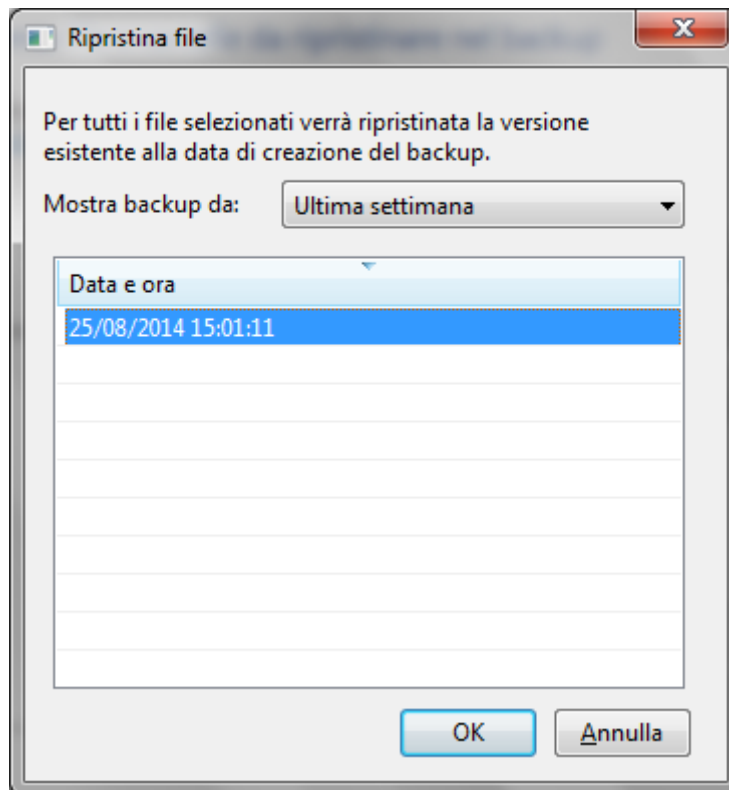 Ripristina file
Per tutti i file selezionati verrà ripristinata la versione
esistente alla data di creazione del backup.
Mostra backup da: Ultima settimana
Data e ora
25/08/2014 15:01:11
OK Annulla